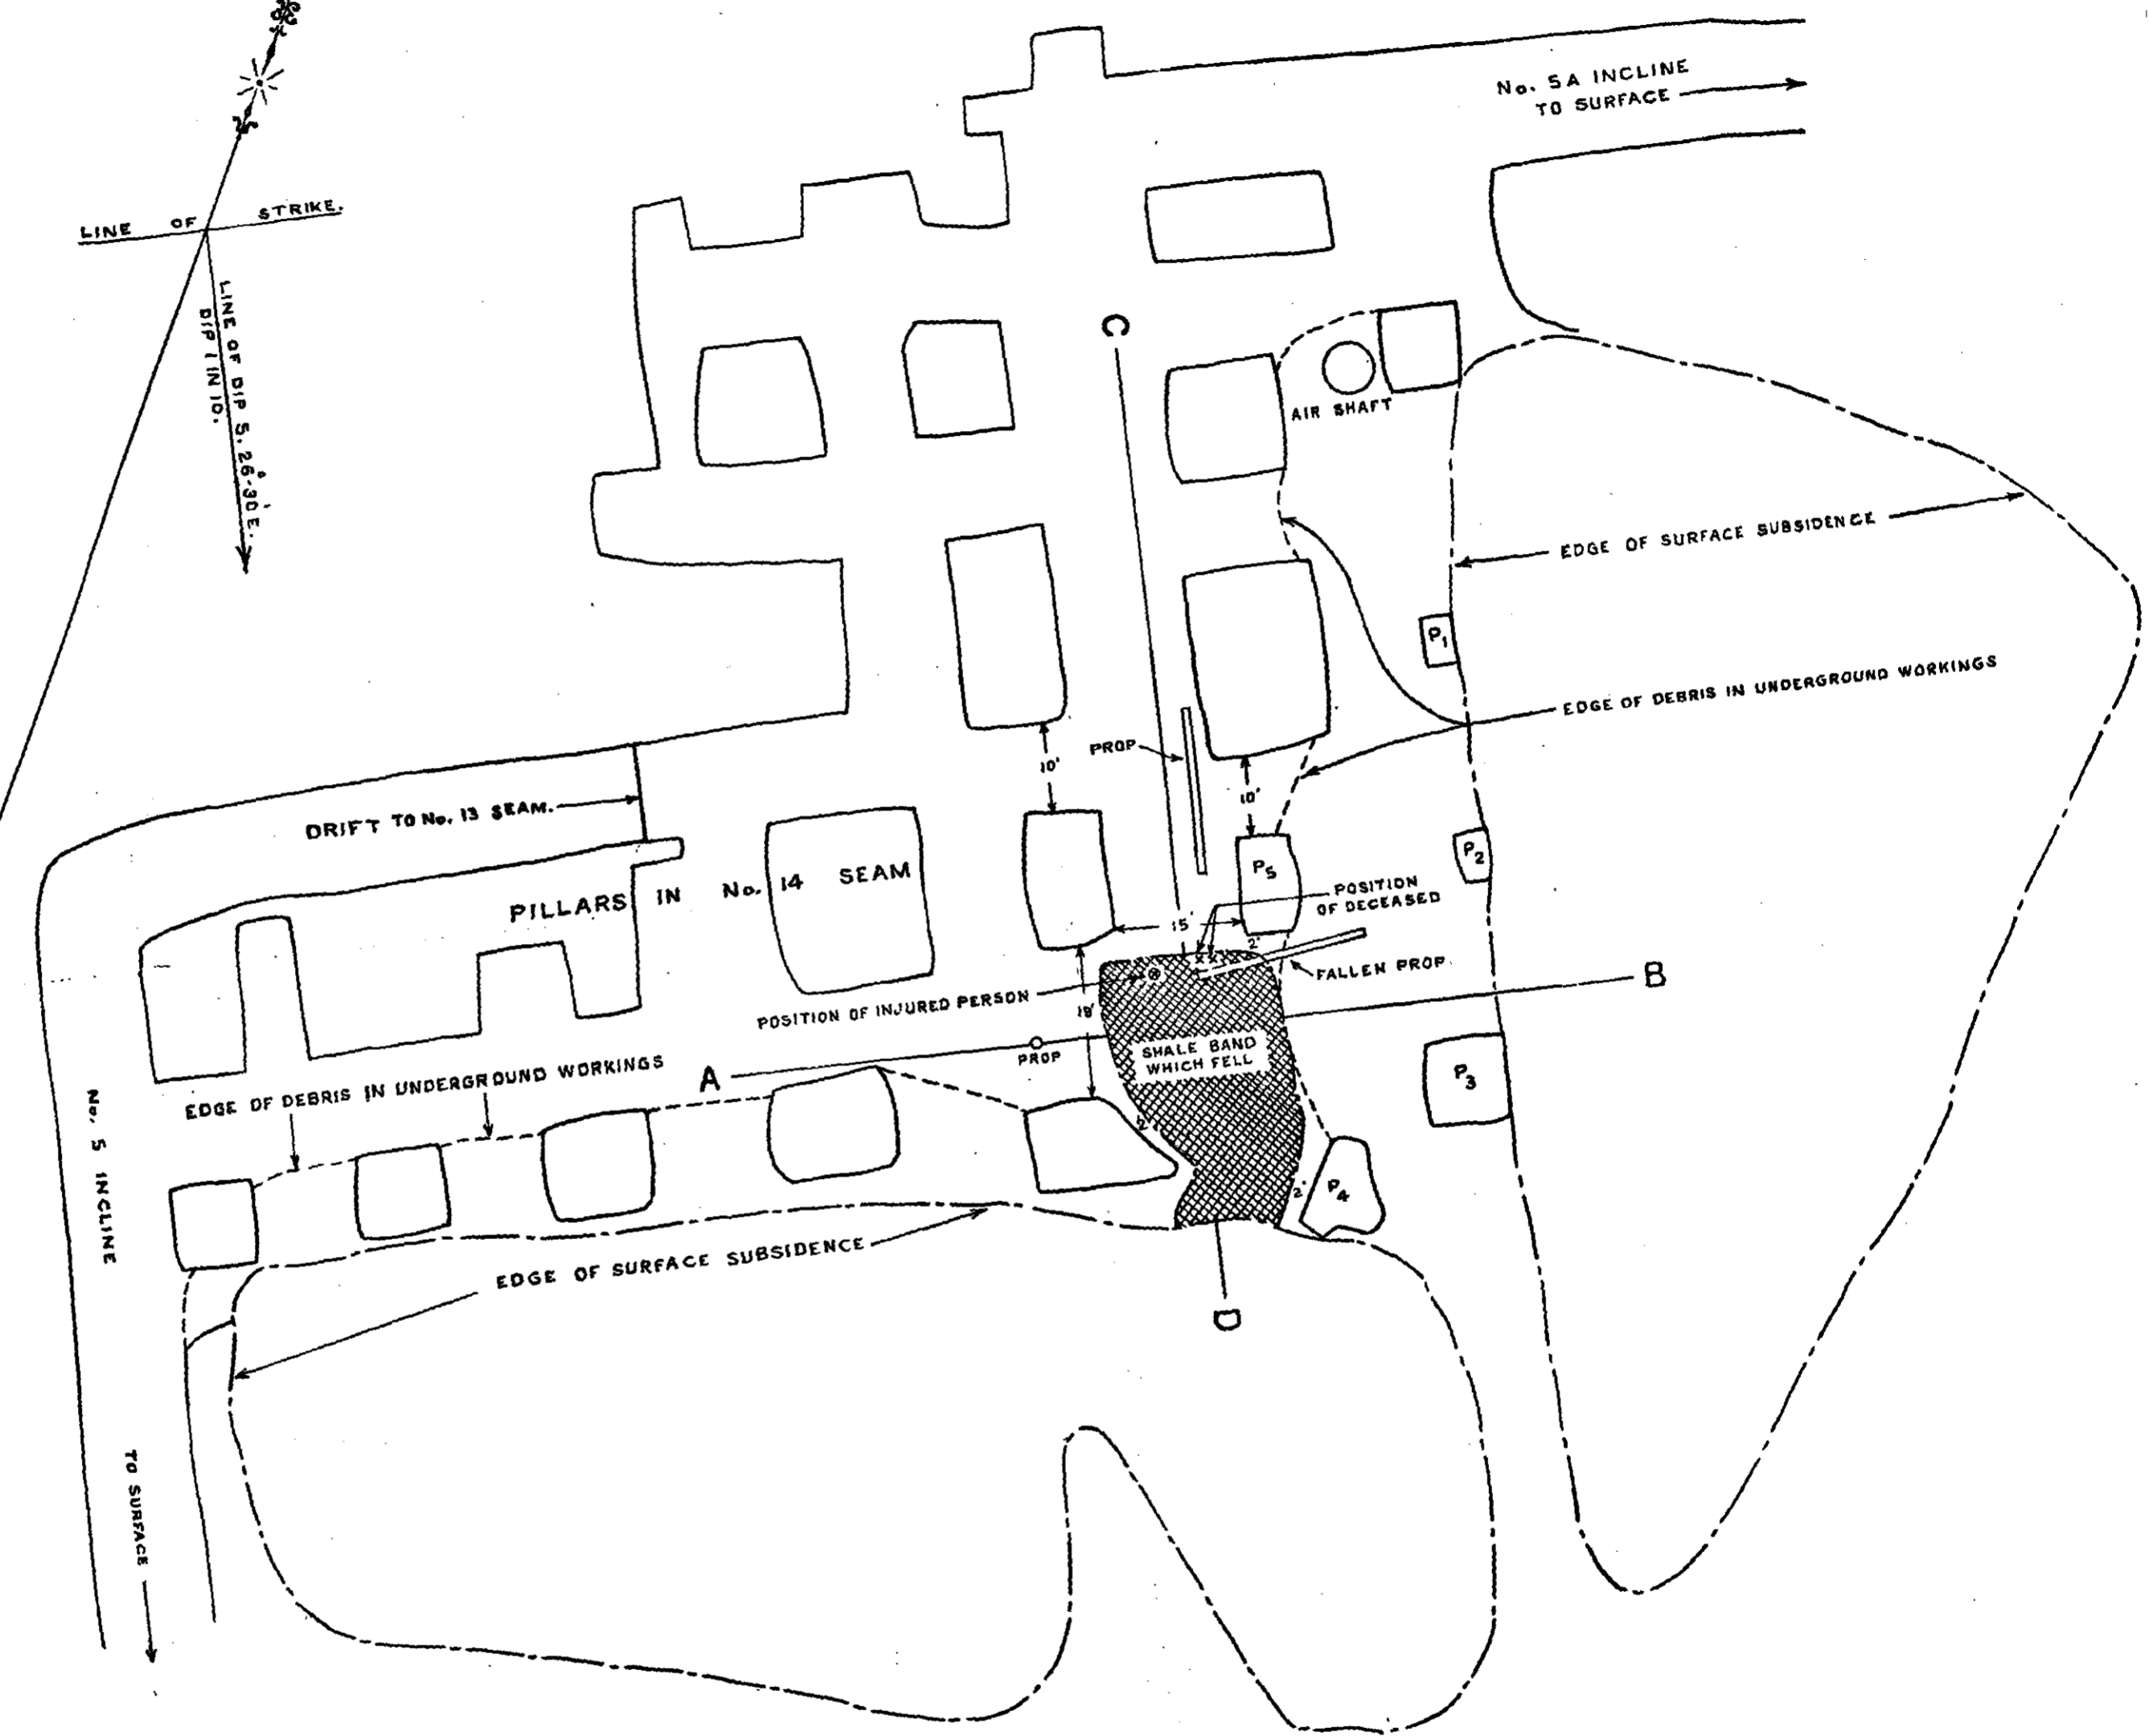 No. 5A INCLINE
TO SURFACE
LINE OF STRIKE.
LINE OF DIP S. 26°-30' E.
DIP 1 IN 10.
C
AIR SHAFT
EDGE OF SURFACE SUBSIDENCE
P1
EDGE OF DEBRIS IN UNDERGROUND WORKINGS
PROP
10'
10'
DRIFT TO No. 13 SEAM.
PILLARS IN No. 14 SEAM
P5
P2
POSITION
OF DECEASED
15'
2'
FALLEN PROP.
B
POSITION OF INJURED PERSON
18'
PROP
SHALE BAND
WHICH FELL
A
P3
EDGE OF DEBRIS IN UNDERGROUND WORKINGS
2'
2'
P4
No. 5 INCLINE
EDGE OF SURFACE SUBSIDENCE
D
TO SURFACE